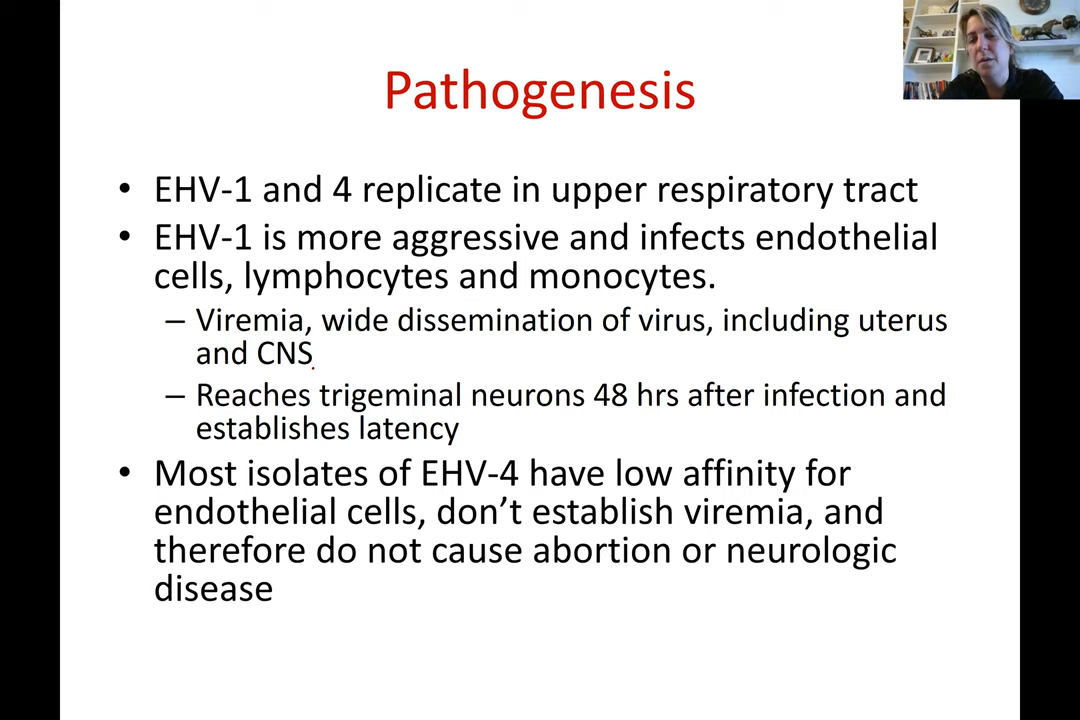 Pathogenesis
• EHV-1 and 4 replicate in upper respiratory tract
• EHV-1 is more aggressive and infects endothelial
cells, lymphocytes and monocytes.
– Viremia, wide dissemination of virus, including uterus
and CNS.
– Reaches trigeminal neurons 48 hrs after infection and
establishes latency
• Most isolates of EHV-4 have low affinity for
endothelial cells, don’t establish viremia, and
therefore do not cause abortion or neurologic
disease